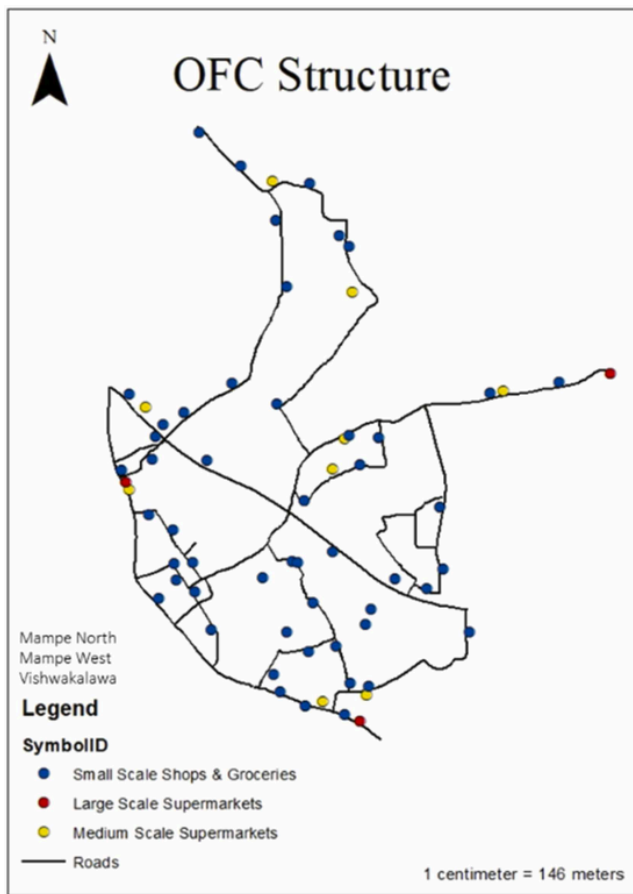 N
OFC Structure
Mampe North
Mampe West
Vishwakalawa
Legend
SymbolID
Small Scale Shops & Groceries
Large Scale Supermarkets
Medium Scale Supermarkets
Roads
1 centimeter = 146 meters